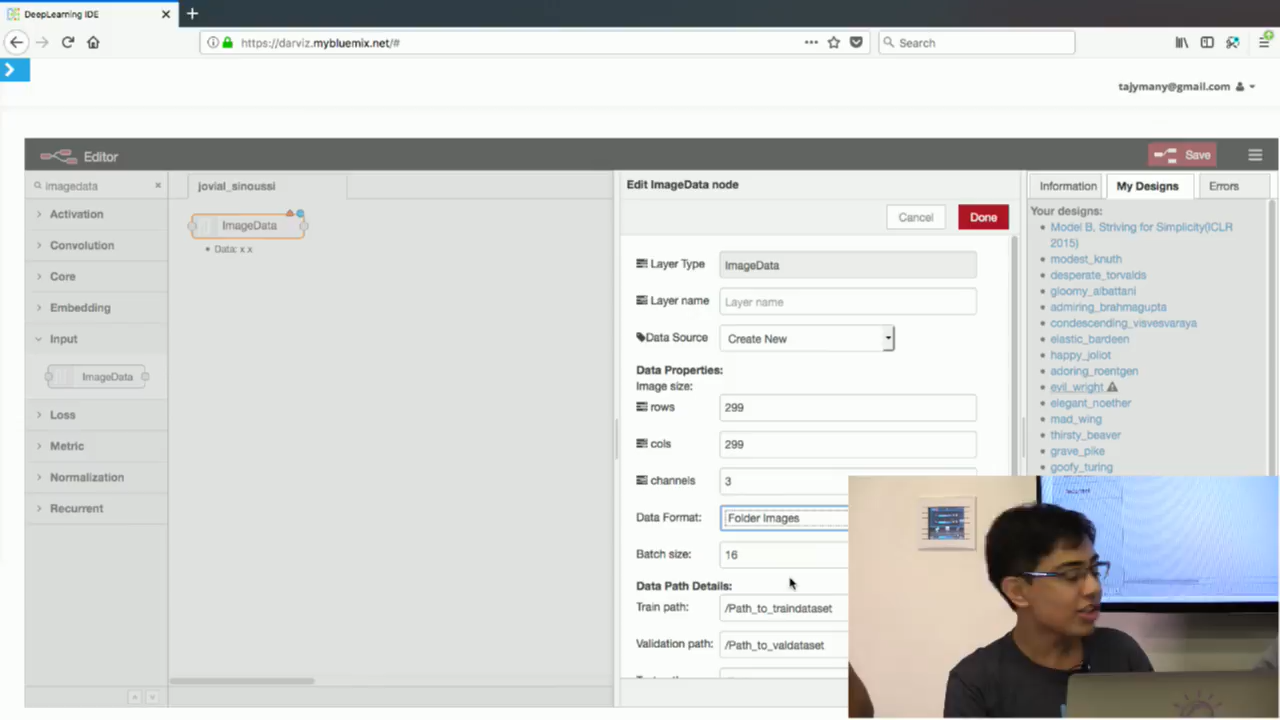 DeepLearning IDE
https://darviz.mybluemix.net/#
Search
tajymany@gmail.com
Editor
Save
imagedata
jovial_sinoussi
Edit ImageData node
Information
My Designs
Errors
Activation
Convolution
Core
Embedding
Input
ImageData
Loss
Metric
Normalization
Recurrent
ImageData
Data: x x
Cancel
Done
Layer Type
ImageData
Layer name
Layer name
Data Source
Create New
Data Properties:
Image size:
rows
299
cols
299
channels
3
Data Format:
Folder Images
Batch size:
16
Data Path Details:
Train path:
/Path_to_traindataset
Validation path:
/Path_to_valdataset
Your designs:
Model B, Striving for Simplicity(ICLR
2015)
modest_knuth
desperate_torvalds
gloomy_albattani
admiring_brahmagupta
condescending_visvesvaraya
elastic_bardeen
happy_joliot
adoring_roentgen
evil_wright
elegant_noether
mad_wing
thirsty_beaver
grave_pike
goofy_turing